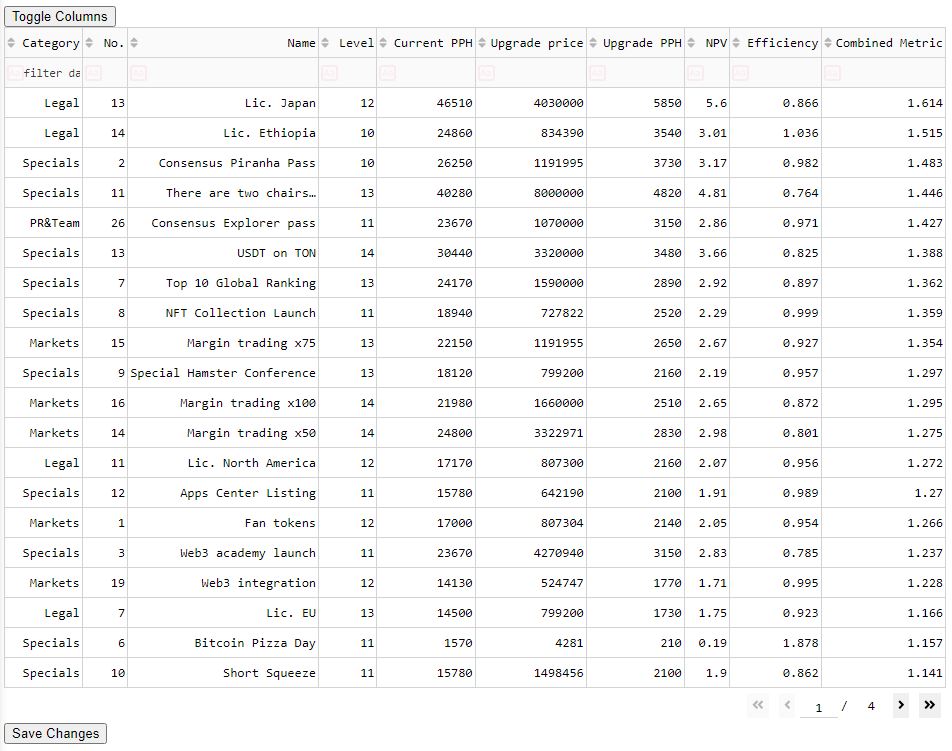 Toggle Columns
Category No. Name Level Current PPH Upgrade price Upgrade PPH NPV Efficiency Combined Metric
Aa filter da Aa Aa Aa Aa Aa Aa Aa Aa Aa
Legal 13 Lic. Japan 12 46510 4030000 5850 5.6 0.866 1.614
Legal 14 Lic. Ethiopia 10 24860 834390 3540 3.01 1.036 1.515
Specials 2 Consensus Piranha Pass 10 26250 1191995 3730 3.17 0.982 1.483
Specials 11 There are two chairs… 13 40280 8000000 4820 4.81 0.764 1.446
PR&Team 26 Consensus Explorer pass 11 23670 1070000 3150 2.86 0.971 1.427
Specials 13 USDT on TON 14 30440 3320000 3480 3.66 0.825 1.388
Specials 7 Top 10 Global Ranking 13 24170 1590000 2890 2.92 0.897 1.362
Specials 8 NFT Collection Launch 11 18940 727822 2520 2.29 0.999 1.359
Markets 15 Margin trading x75 13 22150 1191955 2650 2.67 0.927 1.354
Specials 9 Special Hamster Conference 13 18120 799200 2160 2.19 0.957 1.297
Markets 16 Margin trading x100 14 21980 1660000 2510 2.65 0.872 1.295
Markets 14 Margin trading x50 14 24800 3322971 2830 2.98 0.801 1.275
Legal 11 Lic. North America 12 17170 807300 2160 2.07 0.956 1.272
Specials 12 Apps Center Listing 11 15780 642190 2100 1.91 0.989 1.27
Markets 1 Fan tokens 12 17000 807304 2140 2.05 0.954 1.266
Specials 3 Web3 academy launch 11 23670 4270940 3150 2.83 0.785 1.237
Markets 19 Web3 integration 12 14130 524747 1770 1.71 0.995 1.228
Legal 7 Lic. EU 13 14500 799200 1730 1.75 0.923 1.166
Specials 6 Bitcoin Pizza Day 11 1570 4281 210 0.19 1.878 1.157
Specials 10 Short Squeeze 11 15780 1498456 2100 1.9 0.862 1.141
1 / 4
Save Changes